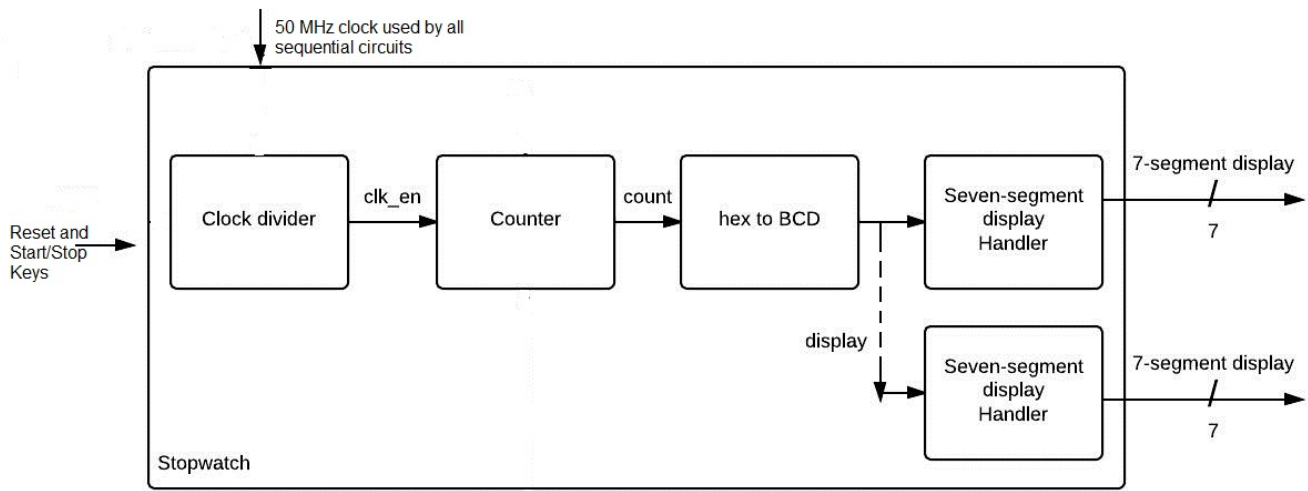 50 MHz clock used by all
sequential circuits
Reset and
Start/Stop
Keys
Clock divider
clk_en
Counter
count
hex to BCD
display
Seven-segment
display
Handler
7-segment display
7
Seven-segment
display
Handler
7-segment display
7
Stopwatch